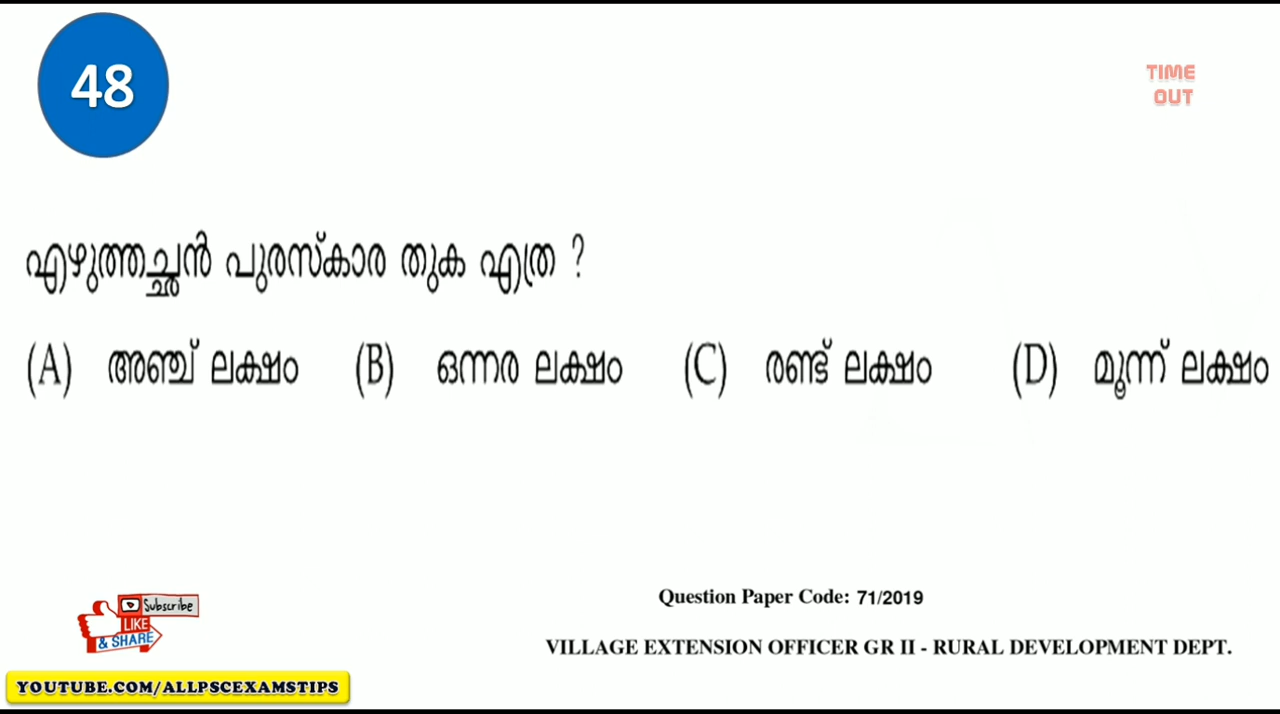 48
TIME
OUT
എഴുത്തച്ഛൻ പുരസ്കാര തുക എത്ര ?
(A) അഞ്ച് ലക്ഷം (B) ഒന്നര ലക്ഷം (C) രണ്ട് ലക്ഷം (D) മൂന്ന് ലക്ഷം
Subscribe
LIKE
& SHARE
Question Paper Code: 71/2019
VILLAGE EXTENSION OFFICER GR II - RURAL DEVELOPMENT DEPT.
YOUTUBE.COM/ALLPSCEXAMSTIPS